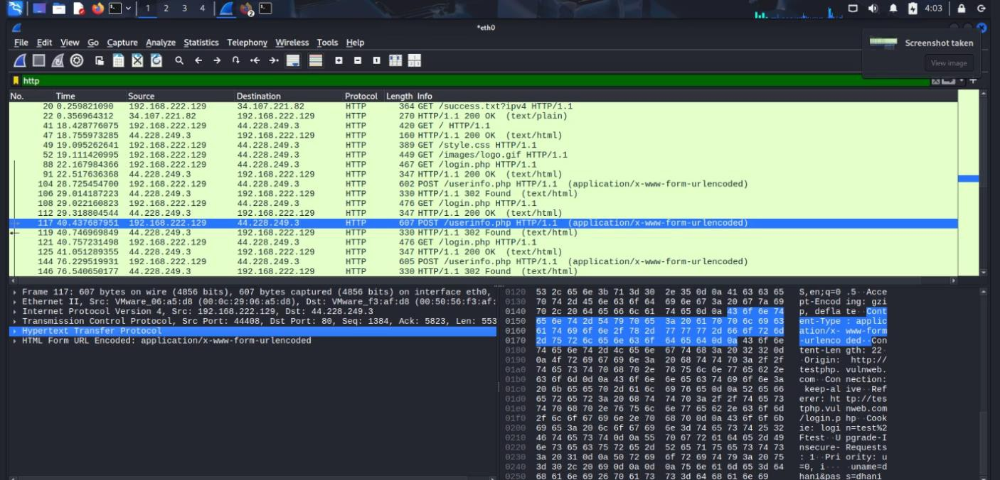 1 2 3 4 2 4:03
*eth0
File Edit View Go Capture Analyze Statistics Telephony Wireless Tools Help
Screenshot taken
View image
http
No. Time Source Destination Protocol Length Info
20 0.259821090 192.168.222.129 34.107.221.82 HTTP 364 GET /success.txt?ipv4 HTTP/1.1
22 0.356964312 34.107.221.82 192.168.222.129 HTTP 270 HTTP/1.1 200 OK (text/plain)
41 18.428776075 192.168.222.129 44.228.249.3 HTTP 420 GET / HTTP/1.1
47 18.755973285 44.228.249.3 192.168.222.129 HTTP 160 HTTP/1.1 200 OK (text/html)
49 19.095262641 192.168.222.129 44.228.249.3 HTTP 389 GET /style.css HTTP/1.1
52 19.111420995 192.168.222.129 44.228.249.3 HTTP 449 GET /images/logo.gif HTTP/1.1
88 22.167984366 192.168.222.129 44.228.249.3 HTTP 467 GET /login.php HTTP/1.1
91 22.517636368 44.228.249.3 192.168.222.129 HTTP 347 HTTP/1.1 200 OK (text/html)
104 28.725454700 192.168.222.129 44.228.249.3 HTTP 602 POST /userinfo.php HTTP/1.1 (application/x-www-form-urlencoded)
106 29.014187223 44.228.249.3 192.168.222.129 HTTP 330 HTTP/1.1 302 Found (text/html)
108 29.022160823 192.168.222.129 44.228.249.3 HTTP 476 GET /login.php HTTP/1.1
112 29.318804544 44.228.249.3 192.168.222.129 HTTP 347 HTTP/1.1 200 OK (text/html)
117 40.437687951 192.168.222.129 44.228.249.3 HTTP 607 POST /userinfo.php HTTP/1.1 (application/x-www-form-urlencoded)
119 40.746969849 44.228.249.3 192.168.222.129 HTTP 330 HTTP/1.1 302 Found (text/html)
121 40.757231498 192.168.222.129 44.228.249.3 HTTP 476 GET /login.php HTTP/1.1
125 41.051289355 44.228.249.3 192.168.222.129 HTTP 347 HTTP/1.1 200 OK (text/html)
144 76.229519931 192.168.222.129 44.228.249.3 HTTP 605 POST /userinfo.php HTTP/1.1 (application/x-www-form-urlencoded)
146 76.540650177 44.228.249.3 192.168.222.129 HTTP 330 HTTP/1.1 302 Found (text/html)
Frame 117: 607 bytes on wire (4856 bits), 607 bytes captured (4856 bits) on interface eth0,
Ethernet II, Src: VMware_06:a5:d8 (00:0c:29:06:a5:d8), Dst: VMware_f3:af:d8 (00:50:56:f3:af:
Internet Protocol Version 4, Src: 192.168.222.129, Dst: 44.228.249.3
Transmission Control Protocol, Src Port: 44408, Dst Port: 80, Seq: 1384, Ack: 5823, Len: 553
Hypertext Transfer Protocol
HTML Form URL Encoded: application/x-www-form-urlencoded
0120 53 2c 65 6e 3b 71 3d 30 2e 35 0d 0a 41 63 63 65 S,en;q=0 .5··Acce
0130 70 74 2d 45 6e 63 6f 64 69 6e 67 3a 20 67 7a 69 pt-Encod ing: gzi
0140 70 2c 20 64 65 66 6c 61 74 65 0d 0a 43 6f 6e 74 p, defla te··Cont
0150 65 6e 74 2d 54 79 70 65 3a 20 61 70 70 6c 69 63 ent-Type : applic
0160 61 74 69 6f 6e 2f 78 2d 77 77 77 2d 66 6f 72 6d ation/x- www-form
0170 2d 75 72 6c 65 6e 63 6f 64 65 64 0d 0a 43 6f 6e -urlenco ded··Con
0180 74 65 6e 74 2d 4c 65 6e 67 74 68 3a 20 32 32 0d tent-Len gth: 22·
0190 0a 4f 72 69 67 69 6e 3a 20 68 74 74 70 3a 2f 2f ·Origin: http://
01a0 74 65 73 74 70 68 70 2e 76 75 6c 6e 77 65 62 2e testphp. vulnweb.
01b0 63 6f 6d 0d 0a 43 6f 6e 6e 65 63 74 69 6f 6e 3a com··Con nection:
01c0 20 6b 65 65 70 2d 61 6c 69 76 65 0d 0a 52 65 66 keep-al ive··Ref
01d0 65 72 65 72 3a 20 68 74 74 70 3a 2f 2f 74 65 73 erer: ht tp://tes
01e0 74 70 68 70 2e 76 75 6c 6e 77 65 62 2e 63 6f 6d tphp.vul nweb.com
01f0 2f 6c 6f 67 69 6e 2e 70 68 70 0d 0a 43 6f 6f 6b /login.p hp··Cook
0200 69 65 3a 20 6c 6f 67 69 6e 3d 74 65 73 74 25 32 ie: logi n=test%2
0210 46 74 65 73 74 0d 0a 55 70 67 72 61 64 65 2d 49 Ftest··U pgrade-I
0220 6e 73 65 63 75 72 65 2d 52 65 71 75 65 73 74 73 nsecure- Requests
0230 3a 20 31 0d 0a 50 72 69 6f 72 69 74 79 3a 20 75 : 1··Pri ority: u
0240 3d 30 2c 20 69 0d 0a 0d 0a 75 6e 61 6d 65 3d 64 =0, i··· ·uname=d
0250 68 61 6e 69 26 70 61 73 73 3d 64 68 61 6e 69 hani&pas s=dhani